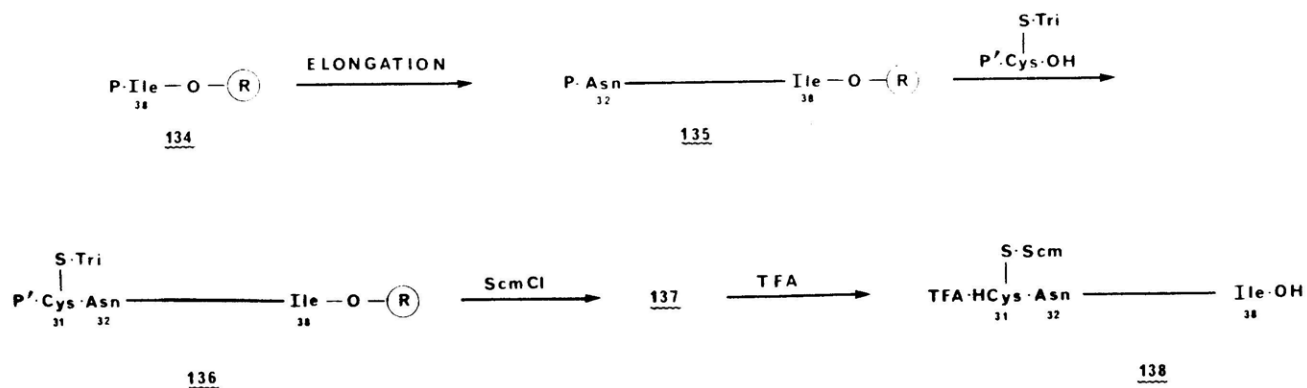 P·Ile—O—R
38
134
ELONGATION
P·Asn Ile—O—R
32 38
135
S·Tri
P'·Cys·OH
S·Tri
P'·Cys·Asn Ile—O—R
31 32 38
136
ScmCl
137
TFA
S·Scm
TFA·HCys·Asn Ile·OH
31 32 38
138